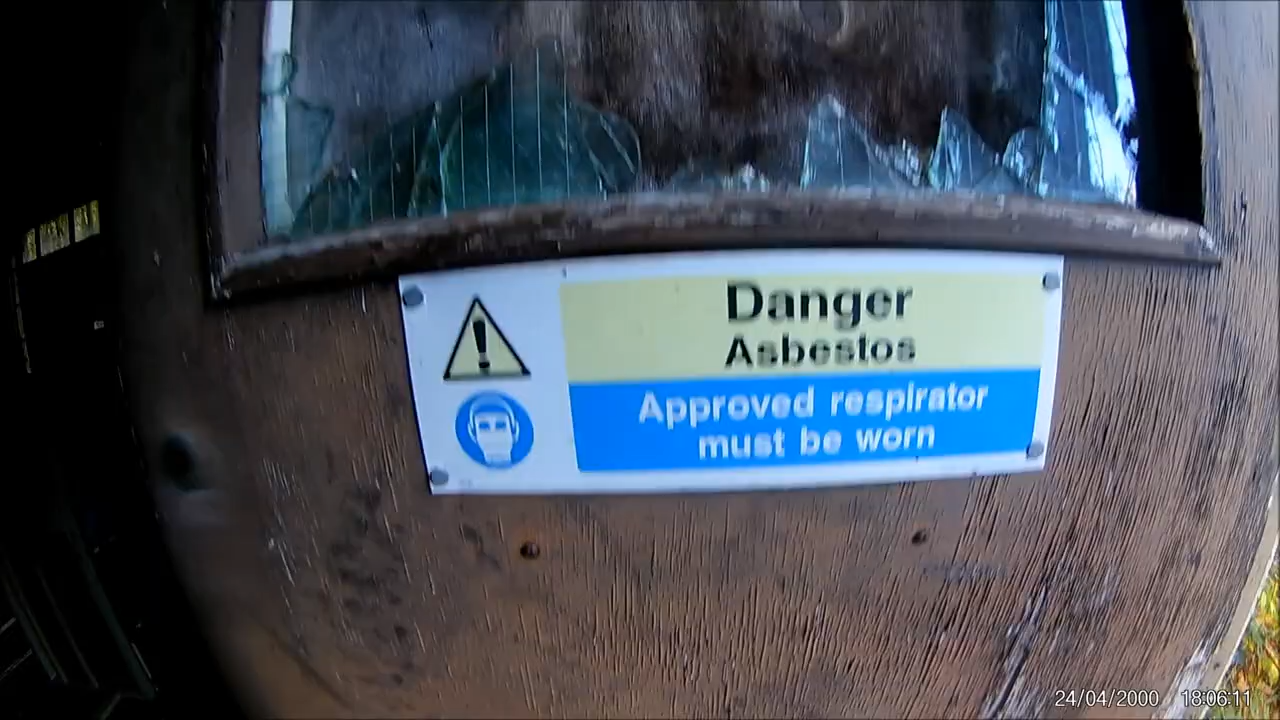 Danger
Asbestos
Approved respirator
must be worn
24/04/2000 18:06:11